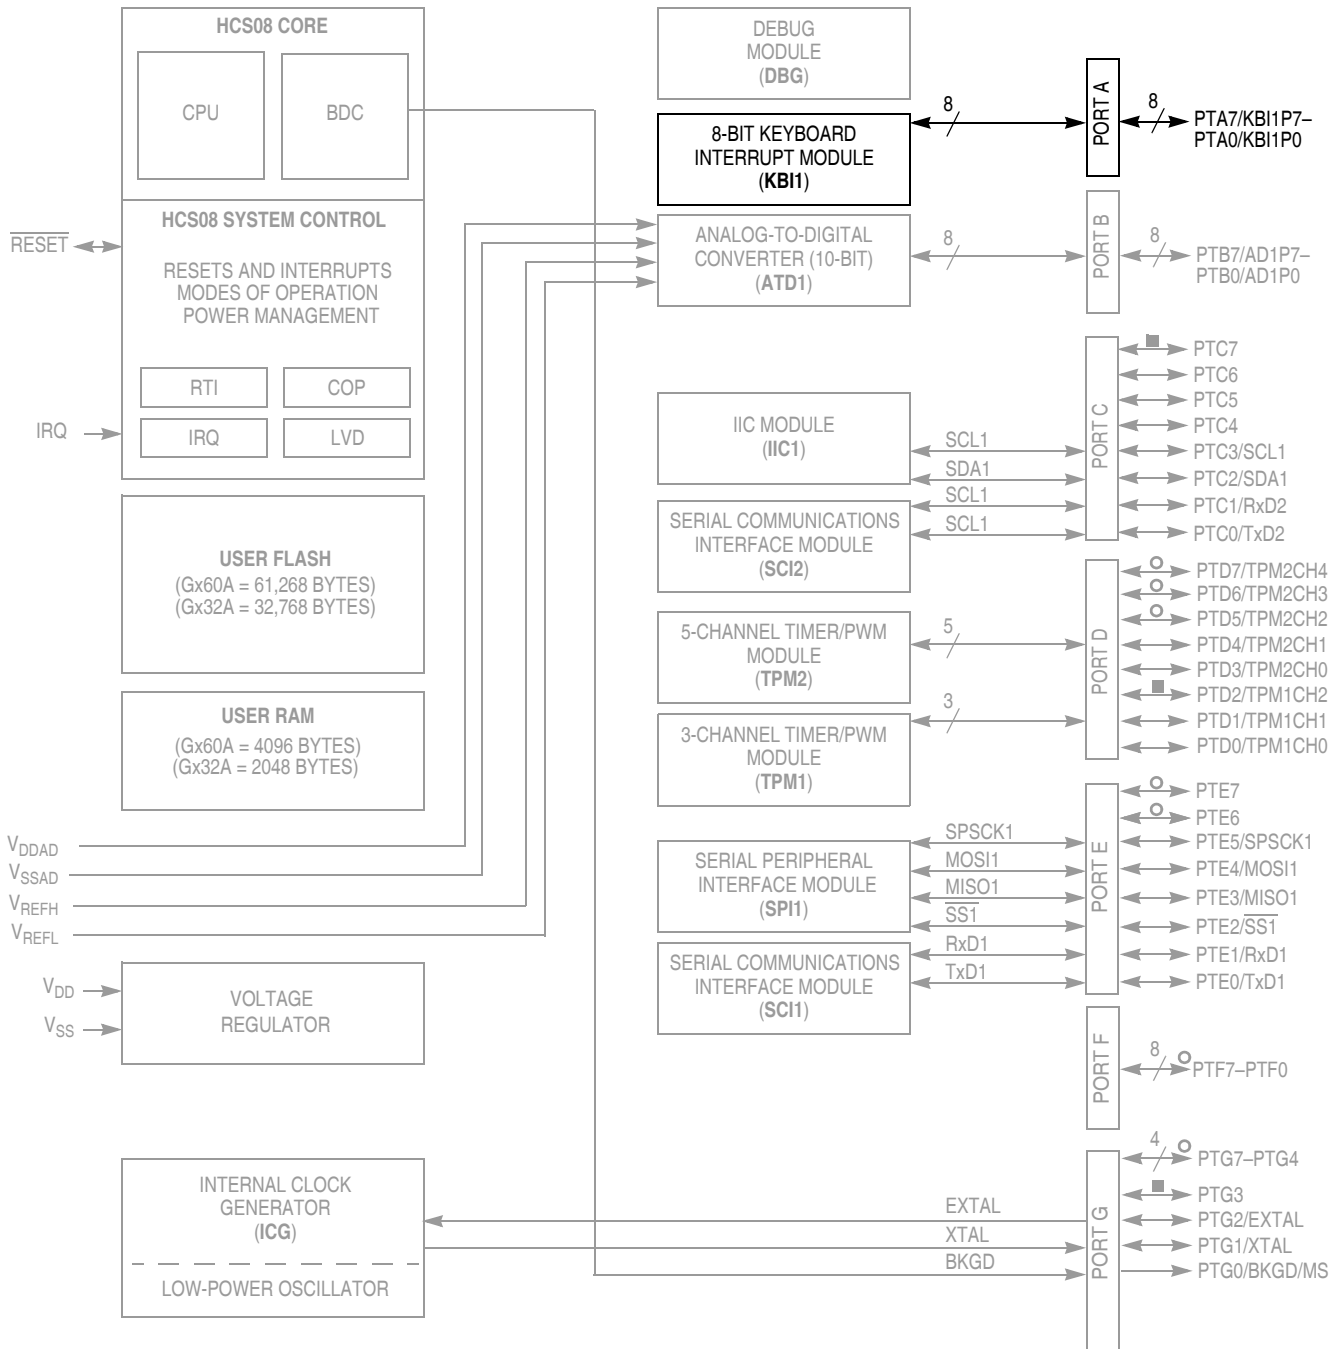 HCS08 CORE
CPU
BDC
HCS08 SYSTEM CONTROL
RESETS AND INTERRUPTS
MODES OF OPERATION
POWER MANAGEMENT
RTI
COP
IRQ
LVD
RESET
IRQ
USER FLASH
(Gx60A = 61,268 BYTES)
(Gx32A = 32,768 BYTES)
USER RAM
(Gx60A = 4096 BYTES)
(Gx32A = 2048 BYTES)
VDDAD
VSSAD
VREFH
VREFL
VDD
VSS
VOLTAGE
REGULATOR
INTERNAL CLOCK
GENERATOR
(ICG)
LOW-POWER OSCILLATOR
DEBUG
MODULE
(DBG)
8-BIT KEYBOARD
INTERRUPT MODULE
(KBI1)
8
ANALOG-TO-DIGITAL
CONVERTER (10-BIT)
(ATD1)
8
IIC MODULE
(IIC1)
SCL1
SDA1
SERIAL COMMUNICATIONS
INTERFACE MODULE
(SCI2)
SCL1
SCL1
5-CHANNEL TIMER/PWM
MODULE
(TPM2)
5
3-CHANNEL TIMER/PWM
MODULE
(TPM1)
3
SERIAL PERIPHERAL
INTERFACE MODULE
(SPI1)
SPSCK1
MOSI1
MISO1
SS1
SERIAL COMMUNICATIONS
INTERFACE MODULE
(SCI1)
RxD1
TxD1
EXTAL
XTAL
BKGD
PORT A
8
PTA7/KBI1P7–
PTA0/KBI1P0
PORT B
8
PTB7/AD1P7–
PTB0/AD1P0
PORT C
PTC7
PTC6
PTC5
PTC4
PTC3/SCL1
PTC2/SDA1
PTC1/RxD2
PTC0/TxD2
PORT D
PTD7/TPM2CH4
PTD6/TPM2CH3
PTD5/TPM2CH2
PTD4/TPM2CH1
PTD3/TPM2CH0
PTD2/TPM1CH2
PTD1/TPM1CH1
PTD0/TPM1CH0
PORT E
PTE7
PTE6
PTE5/SPSCK1
PTE4/MOSI1
PTE3/MISO1
PTE2/SS1
PTE1/RxD1
PTE0/TxD1
PORT F
8
PTF7–PTF0
PORT G
4
PTG7–PTG4
PTG3
PTG2/EXTAL
PTG1/XTAL
PTG0/BKGD/MS